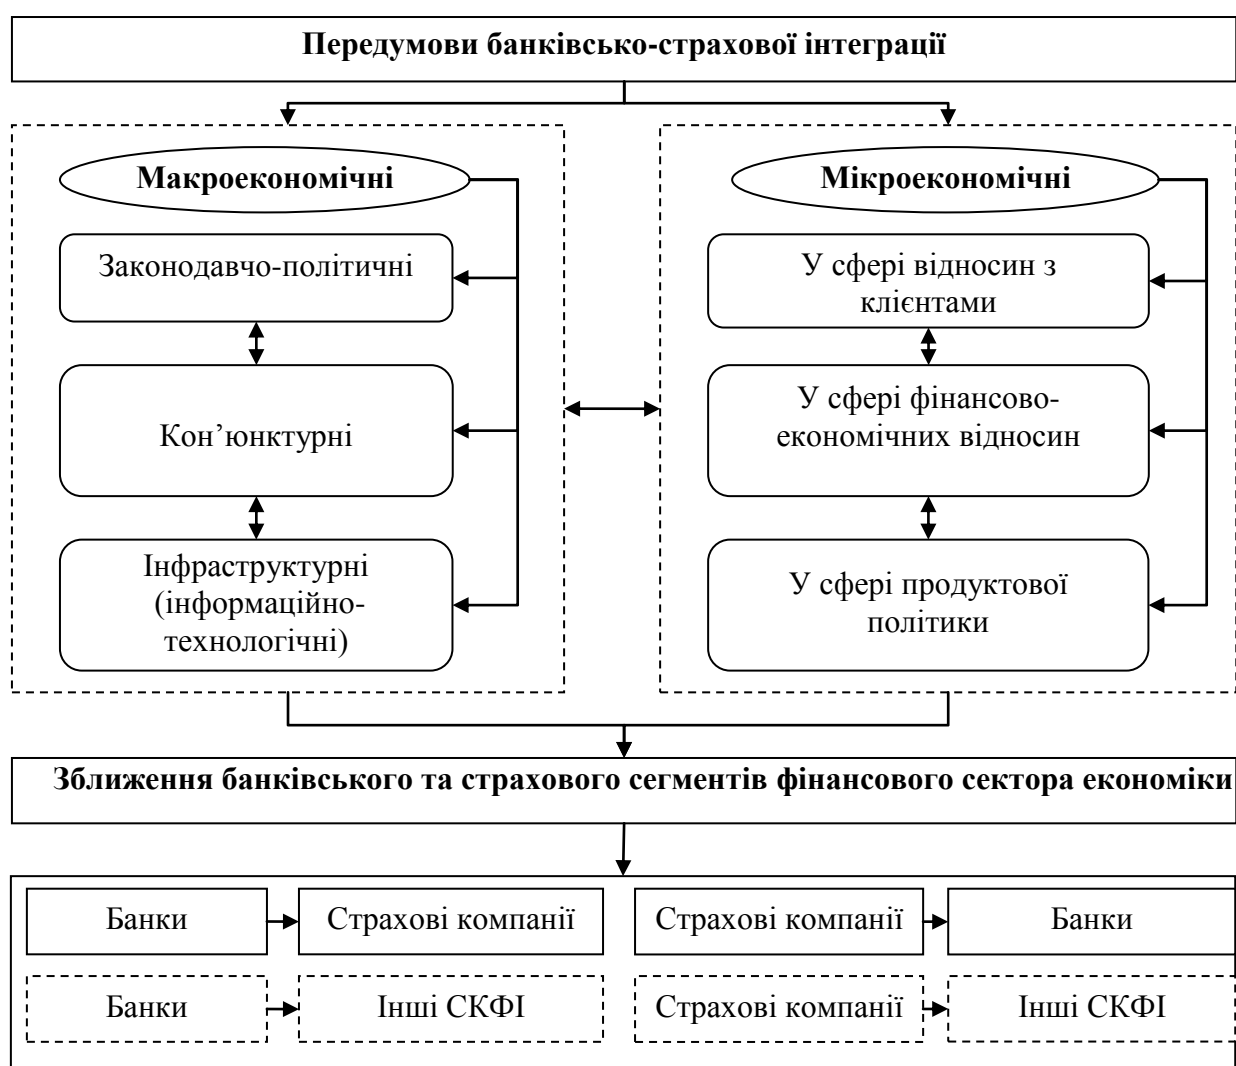 Передумови банківсько-страхової інтеграції
Макроекономічні
Законодавчо-політичні
Кон’юнктурні
Інфраструктурні
(інформаційно-
технологічні)
Мікроекономічні
У сфері відносин з
клієнтами
У сфері фінансово-
економічних відносин
У сфері продуктової
політики
Зближення банківського та страхового сегментів фінансового сектора економіки
Банки
Страхові компанії
Страхові компанії
Банки
Банки
Інші СКФІ
Страхові компанії
Інші СКФІ